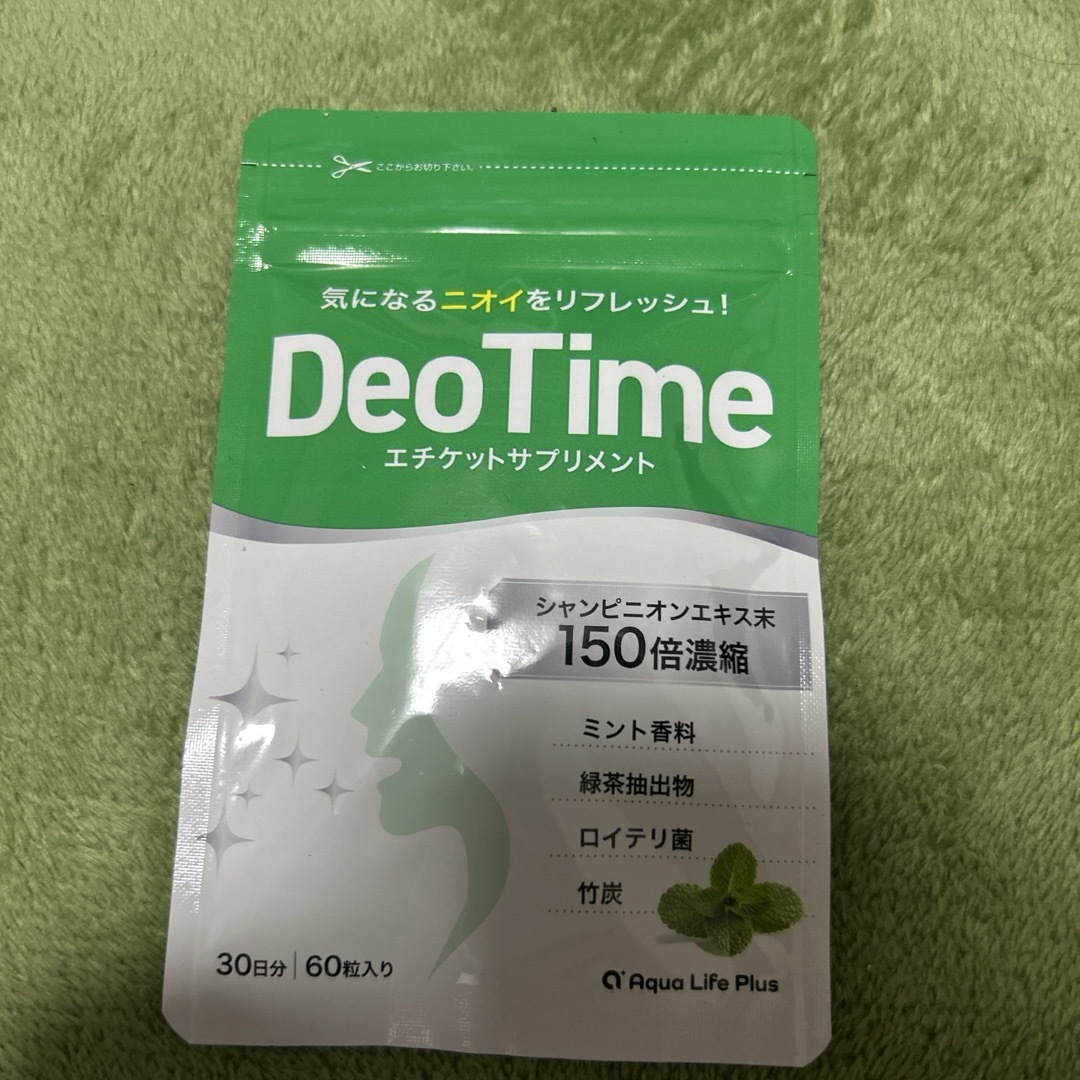 ここからお切り下さい。
気になるニオイをリフレッシュ！
DeoTime
エチケットサプリメント
シャンピニオンエキス末
150倍濃縮
ミント香料
緑茶抽出物
ロイテリ菌
竹炭
30日分｜60粒入り
a+ Aqua Life Plus